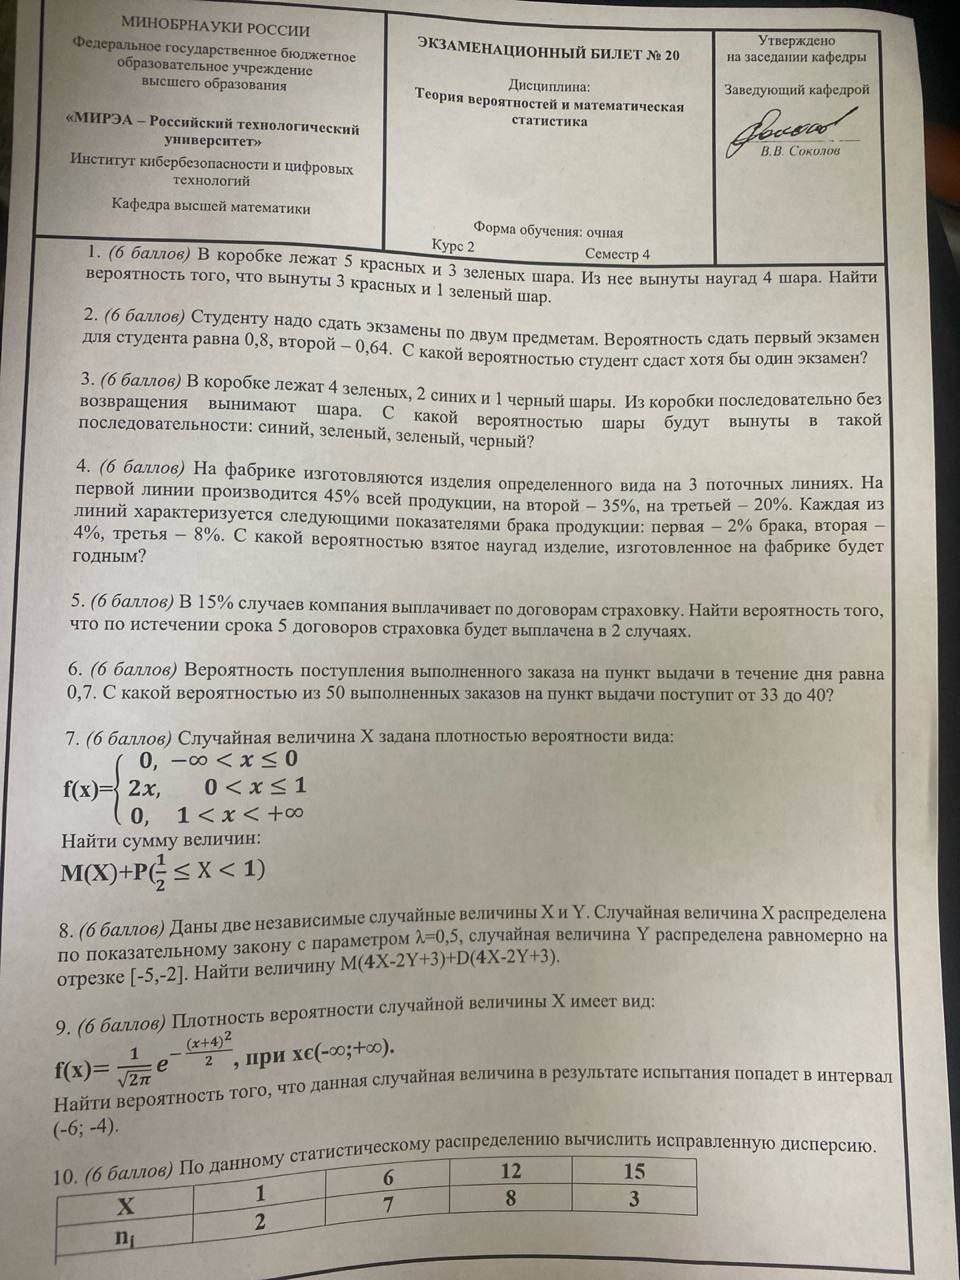 МИНОБРНАУКИ РОССИИ
Федеральное государственное бюджетное
образовательное учреждение
высшего образования
«МИРЭА – Российский технологический
университет»
Институт кибербезопасности и цифровых
технологий
Кафедра высшей математики
ЭКЗАМЕНАЦИОННЫЙ БИЛЕТ № 20
Дисциплина:
Теория вероятностей и математическая
статистика
Форма обучения: очная
Курс 2 Семестр 4
Утверждено
на заседании кафедры
Заведующий кафедрой
В.В. Соколов
1. (6 баллов) В коробке лежат 5 красных и 3 зеленых шара. Из нее вынуты наугад 4 шара. Найти
вероятность того, что вынуты 3 красных и 1 зеленый шар.
2. (6 баллов) Студенту надо сдать экзамены по двум предметам. Вероятность сдать первый экзамен
для студента равна 0,8, второй – 0,64. С какой вероятностью студент сдаст хотя бы один экзамен?
3. (6 баллов) В коробке лежат 4 зеленых, 2 синих и 1 черный шары. Из коробки последовательно без
возвращения вынимают шара. С какой вероятностью шары будут вынуты в такой
последовательности: синий, зеленый, зеленый, черный?
4. (6 баллов) На фабрике изготовляются изделия определенного вида на 3 поточных линиях. На
первой линии производится 45% всей продукции, на второй – 35%, на третьей – 20%. Каждая из
линий характеризуется следующими показателями брака продукции: первая – 2% брака, вторая –
4%, третья – 8%. С какой вероятностью взятое наугад изделие, изготовленное на фабрике будет
годным?
5. (6 баллов) В 15% случаев компания выплачивает по договорам страховку. Найти вероятность того,
что по истечении срока 5 договоров страховка будет выплачена в 2 случаях.
6. (6 баллов) Вероятность поступления выполненного заказа на пункт выдачи в течение дня равна
0,7. С какой вероятностью из 50 выполненных заказов на пункт выдачи поступит от 33 до 40?
7. (6 баллов) Случайная величина X задана плотностью вероятности вида:
0, −∞ < x ≤ 0
f(x)={ 2x, 0 < x ≤ 1
0, 1 < x < +∞
Найти сумму величин:
M(X)+P(1/2 ≤ X < 1)
8. (6 баллов) Даны две независимые случайные величины X и Y. Случайная величина X распределена
по показательному закону с параметром λ=0,5, случайная величина Y распределена равномерно на
отрезке [-5,-2]. Найти величину M(4X-2Y+3)+D(4X-2Y+3).
9. (6 баллов) Плотность вероятности случайной величины X имеет вид:
f(x)= 1/√2π e^−(x+4)²/2, при xϵ(-∞;+∞).
Найти вероятность того, что данная случайная величина в результате испытания попадет в интервал
(-6; -4).
10. (6 баллов) По данному статистическому распределению вычислить исправленную дисперсию.
X 1 6 12 15
nᵢ 2 7 8 3